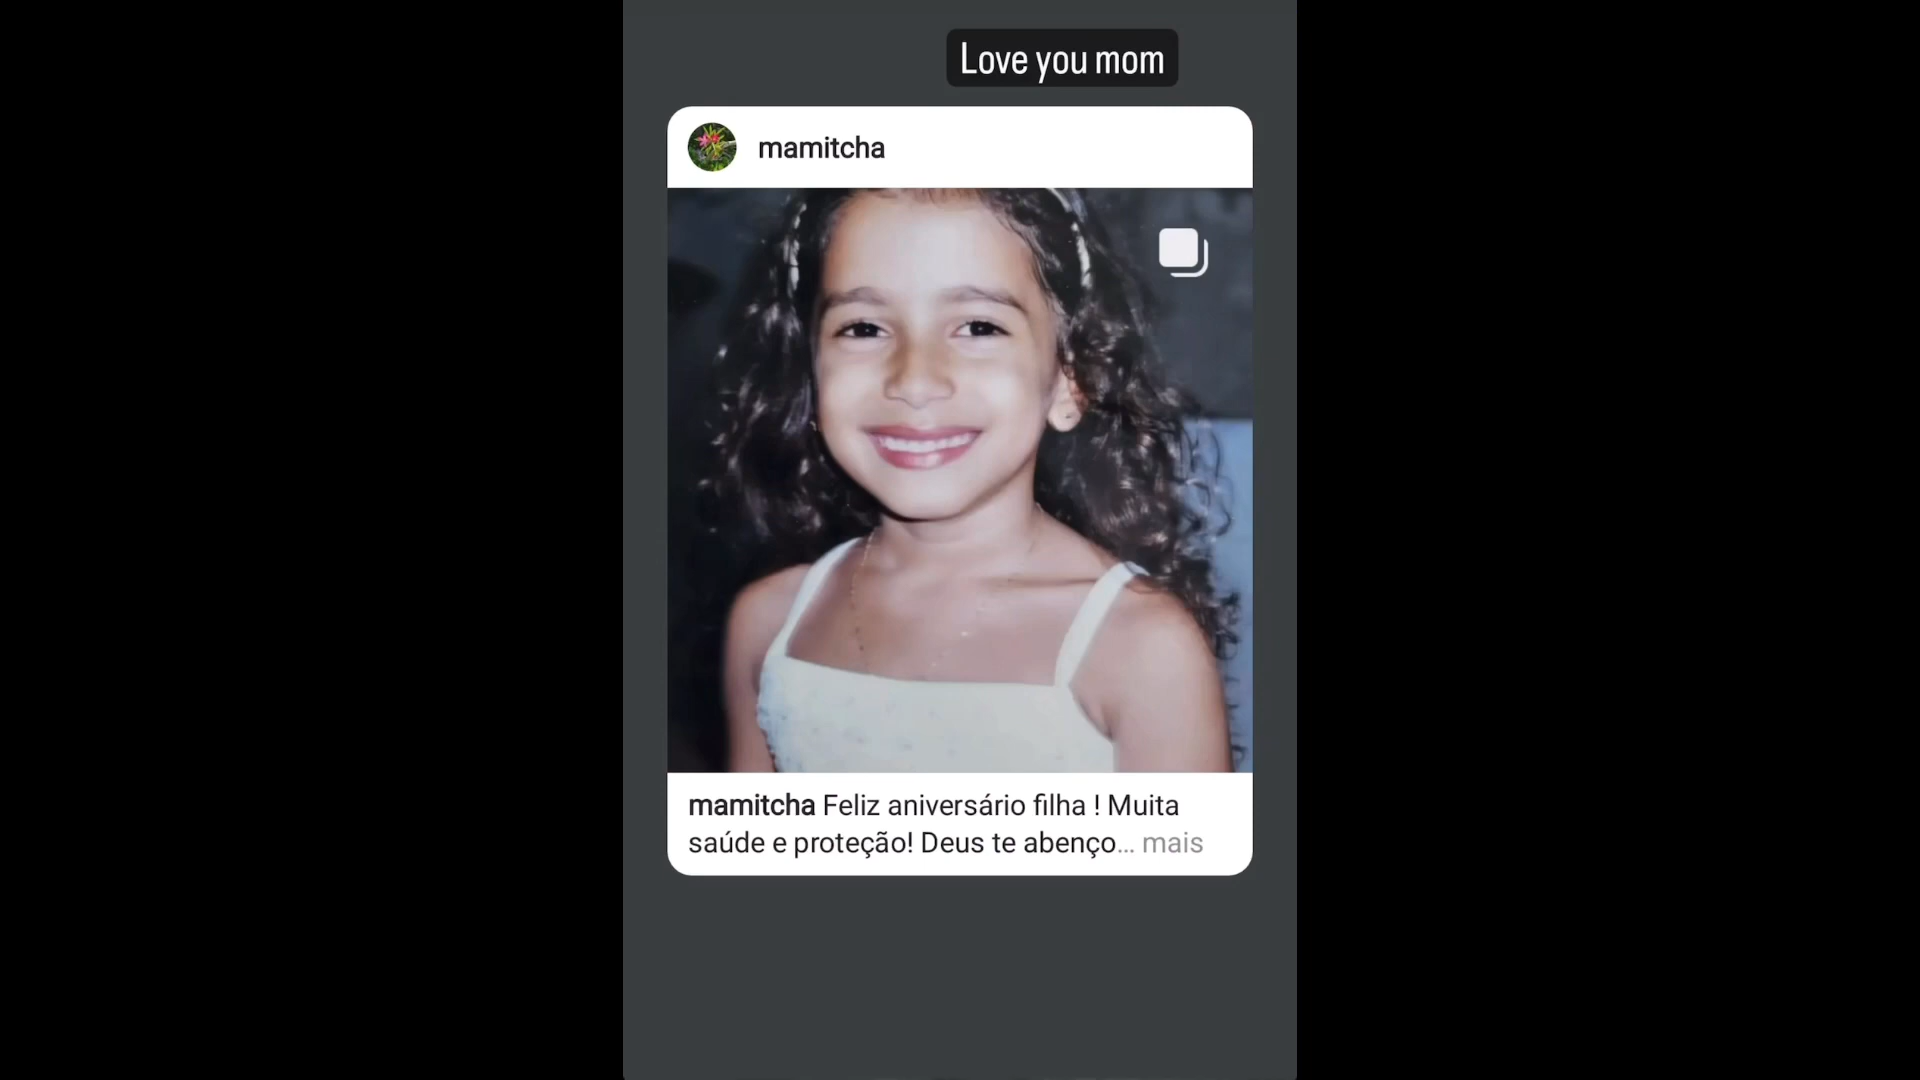 Love you mom
mamitcha
mamitcha Feliz aniversário filha ! Muita
saúde e proteção! Deus te abenço... mais